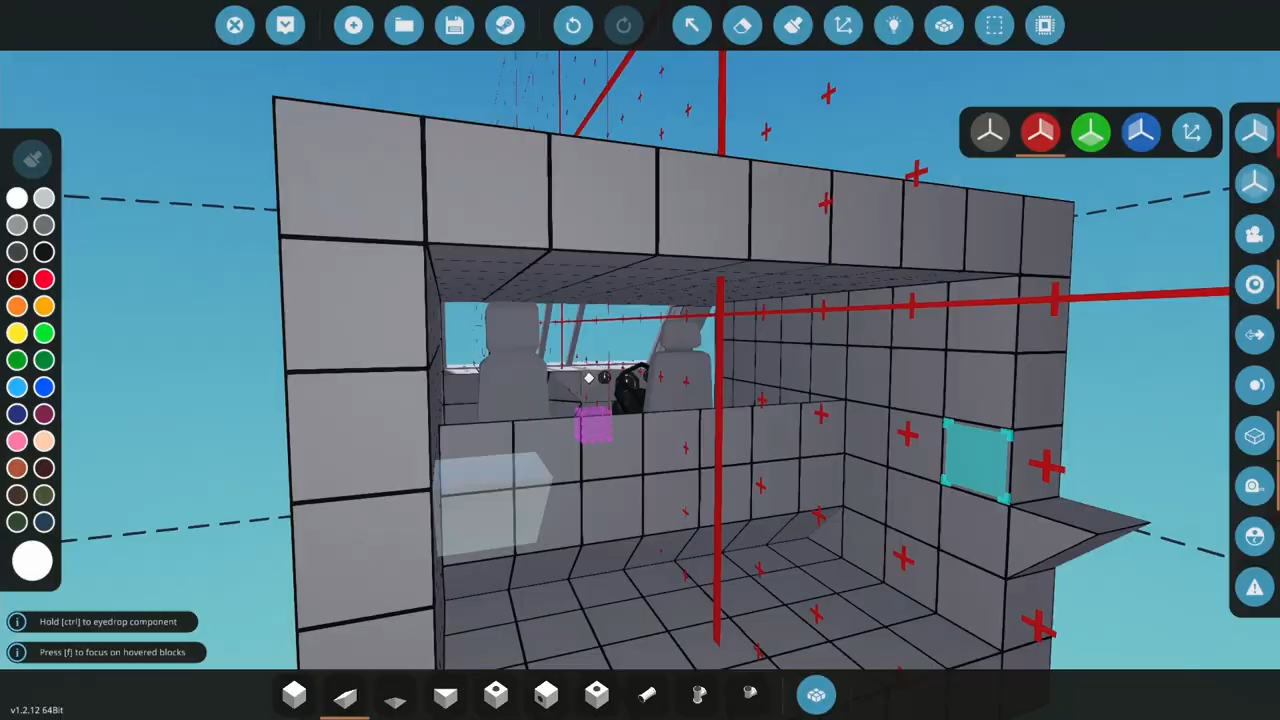 Hold [ctrl] to eyedrop component
Press [f] to focus on hovered blocks
v1.2.12 64Bit